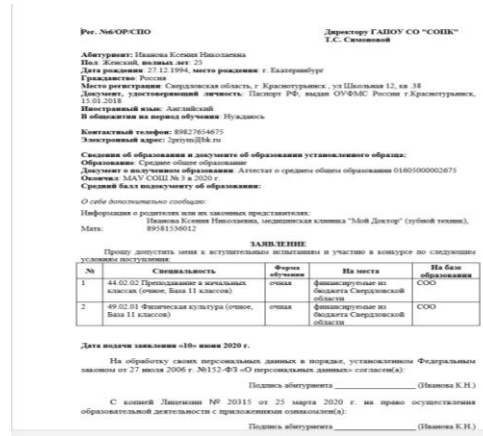 Рег. №6/ОР/СПО
Директору ГАПОУ СО "СОПК"
Т.С. Симоновой
Абитуриент: Иванова Ксения Николаевна
Пол: Женский, полных лет: 25
Дата рождения: 27.12.1994, место рождения: г. Екатеринбург
Гражданство: Россия
Место регистрации: Свердловская область, г. Краснотурьинск , ул Школьная 12, кв .38
Документ, удостоверяющий личность: Паспорт РФ, выдан ОУФМС России г.Краснотурьинск,
15.01.2018
Иностранный язык: Английский
В общежитии на период обучения: Нуждаюсь
Контактный телефон: 89827654675
Электронный адрес: 2priym@bk.ru
Сведения об образовании и документе об образовании установленного образца:
Образование: Среднее общее образование
Документ о полученном образовании: Аттестат о среднем общем образовании 01605000002675
Окончил: МАУ СОШ № 3 в 2020 г.
Средний балл подокументу об образовании:
О себе дополнительно сообщаю:
Информация о родителях или их законных представителях:
Иванова Ксения Николаевна, медицинская клиника "Мой Доктор" (зубной техник),
Мать: 89581536012
ЗАЯВЛЕНИЕ
Прошу допустить меня к вступительным испытаниям и участию в конкурсе по следующим
условиям поступления:
№ Специальность Форма обучения На места На базе образования
1 44.02.02 Преподавание в начальных классах (очное, База 11 классов) очная финансируемые из бюджета Свердловской области СОО
2 49.02.01 Физическая культура (очное, База 11 классов) очная финансируемые из бюджета Свердловской области СОО
Дата подачи заявления «10» июня 2020 г.
На обработку своих персональных данных в порядке, установленном Федеральным
законом от 27 июля 2006 г. №152-ФЗ «О персональных данных» согласен(а):
Подпись абитуриента (Иванова К.Н.)
С копией Лицензии № 20315 от 25 марта 2020 г. на право осуществления
образовательной деятельности с приложениями ознакомлен(а):
Подпись абитуриента (Иванова К.Н.)